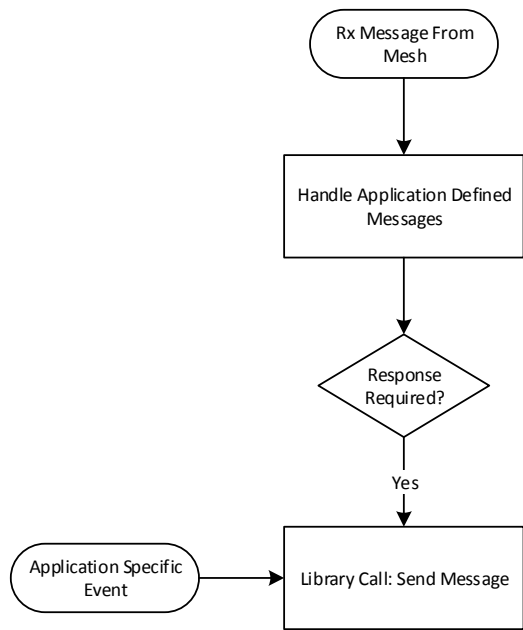 Rx Message From
Mesh
Handle Application Defined
Messages
Response
Required?
Yes
Application Specific
Event
Library Call: Send Message